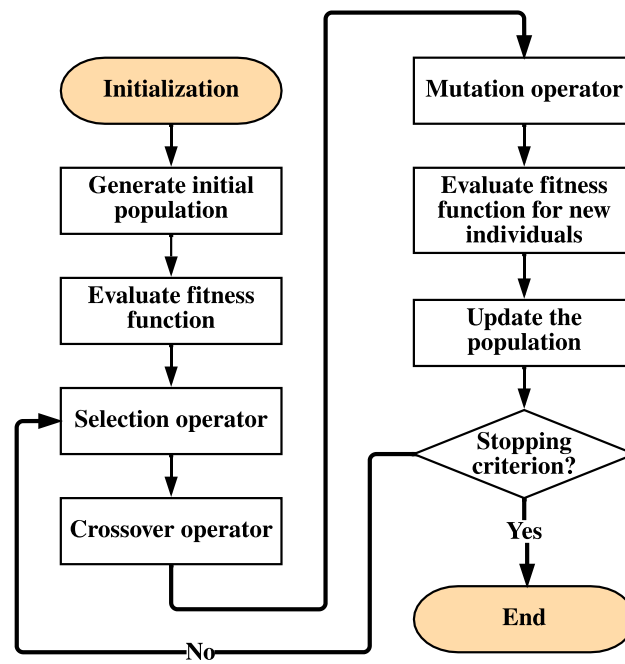 Initialization
Generate initial
population
Evaluate fitness
function
Selection operator
Crossover operator
Mutation operator
Evaluate fitness
function for new
individuals
Update the
population
Stopping
criterion?
Yes
End
No